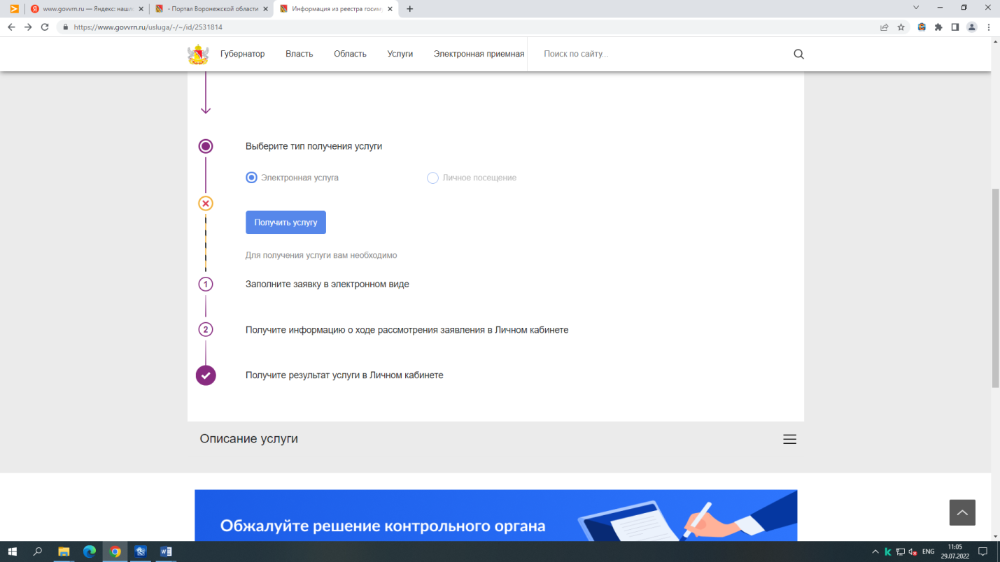 www.govvrn.ru — Яндекс: нашло
- Портал Воронежской области
Информация из реестра госиму
https://www.govvrn.ru/usluga/-/~/id/2531814
Губернатор Власть Область Услуги Электронная приемная Поиск по сайту...
Выберите тип получения услуги
Электронная услуга Личное посещение
Получить услугу
Для получения услуги вам необходимо
1 Заполните заявку в электронном виде
2 Получите информацию о ходе рассмотрения заявления в Личном кабинете
Получите результат услуги в Личном кабинете
Описание услуги
Обжалуйте решение контрольного органа
ENG 11:05
29.07.2022